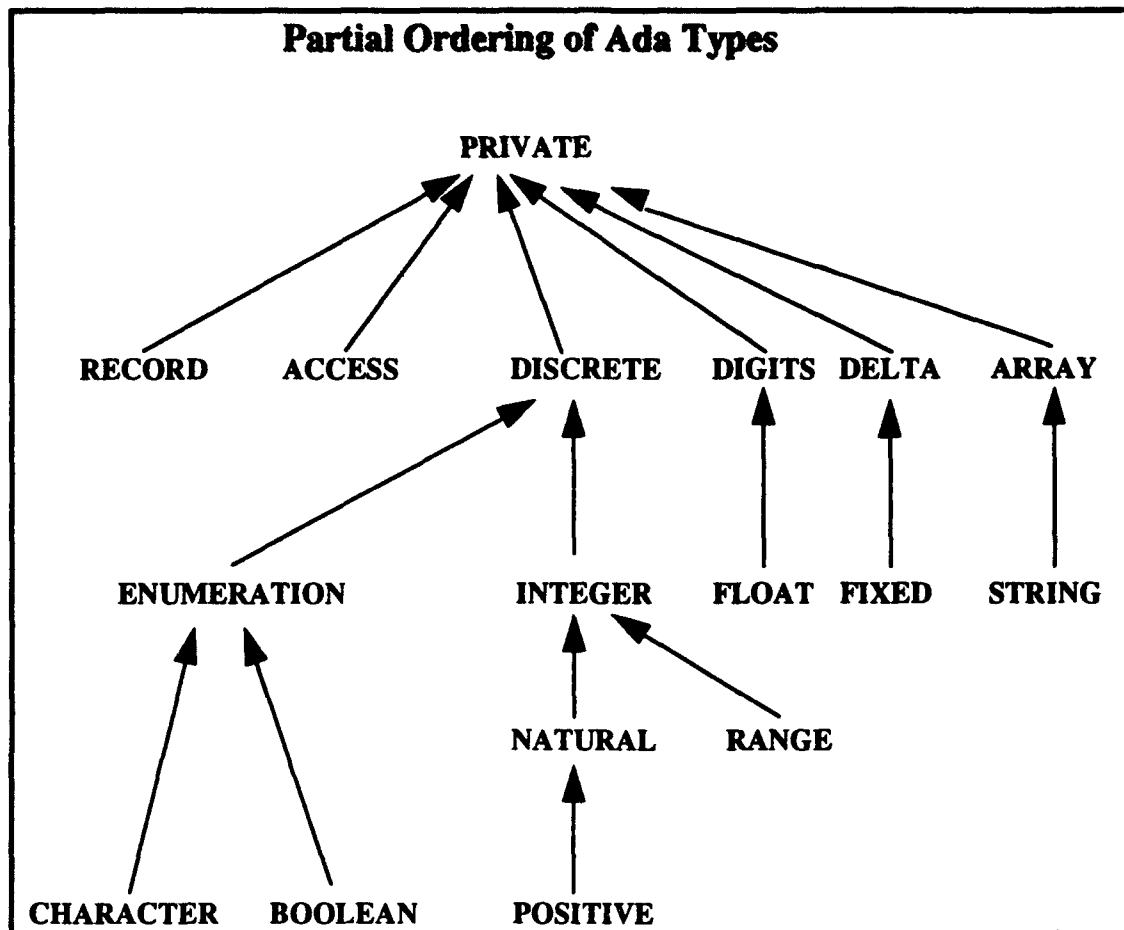 Partial Ordering of Ada Types
PRIVATE
RECORD ACCESS DISCRETE DIGITS DELTA ARRAY
ENUMERATION INTEGER FLOAT FIXED STRING
NATURAL RANGE
CHARACTER BOOLEAN POSITIVE